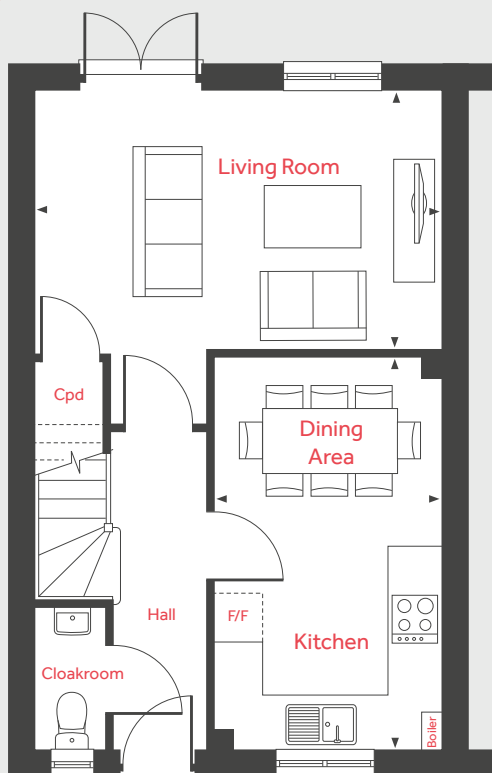 Living Room
Cpd
Dining
Area
Hall
F/F
Kitchen
Cloakroom
Boiler